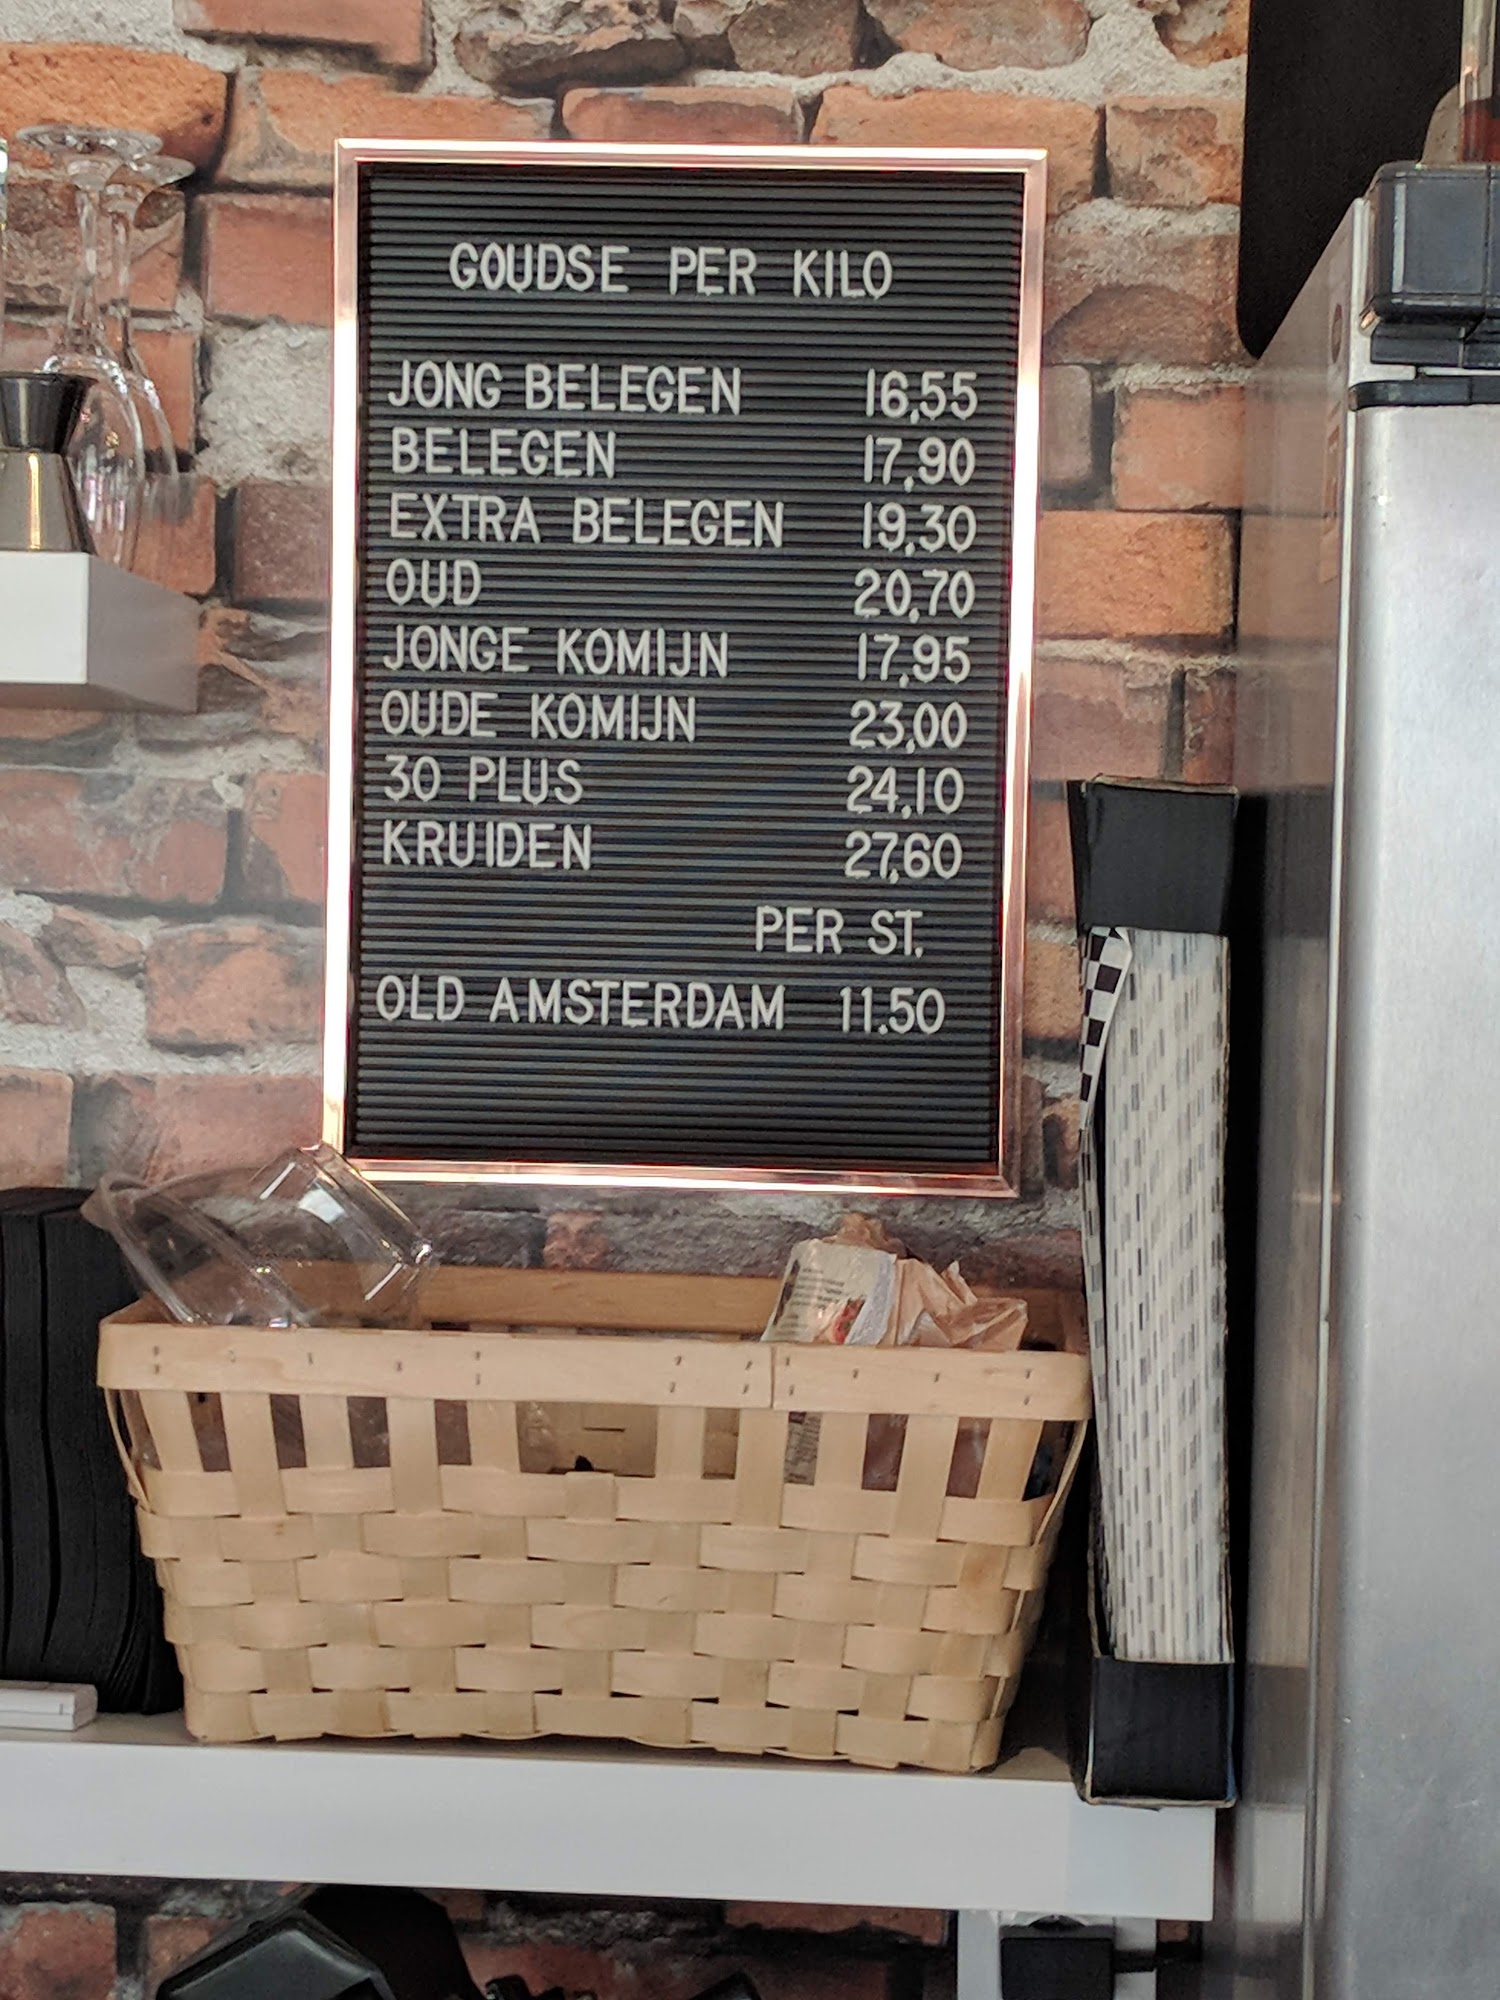 GOUDSE PER KILO
JONG BELEGEN 16,55
BELEGEN 17,90
EXTRA BELEGEN 19,30
OUD 20,70
JONGE KOMIJN 17,95
OUDE KOMIJN 23,00
30 PLUS 24,10
KRUIDEN 27,60
PER ST.
OLD AMSTERDAM 11.50